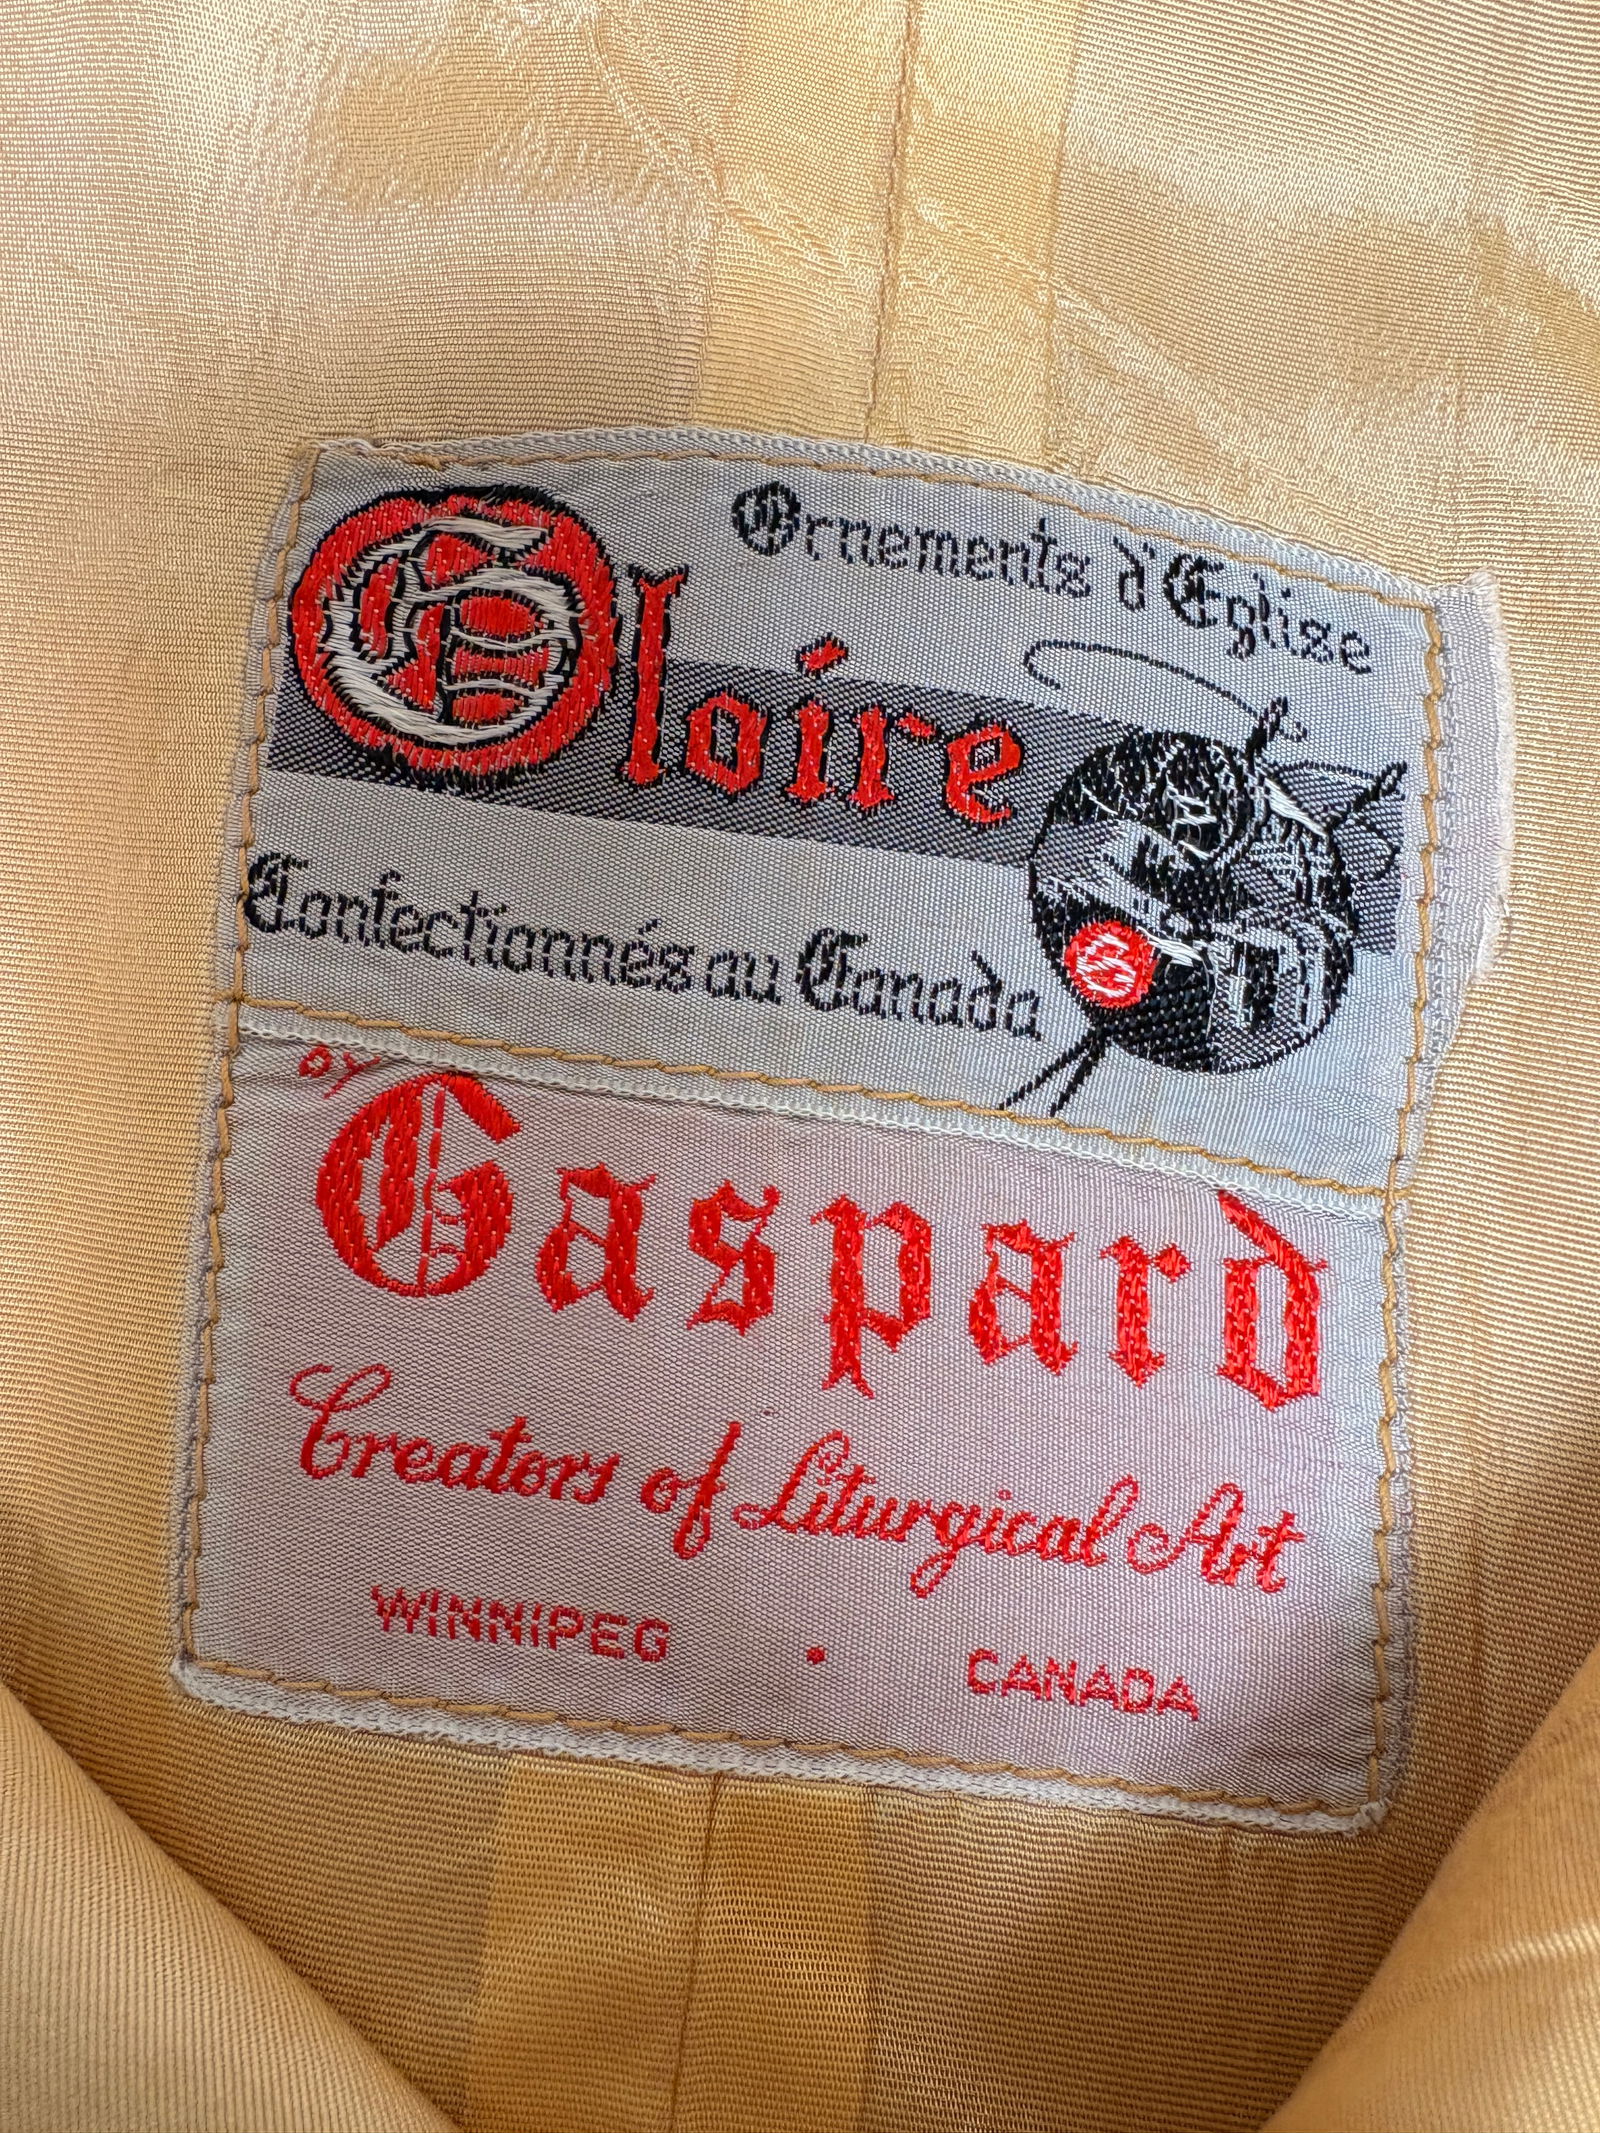 Ornements d'Eglise
Gloire
Confectionnés au Canada
BY
Gaspard
Creators of Liturgical Art
WINNIPEG • CANADA